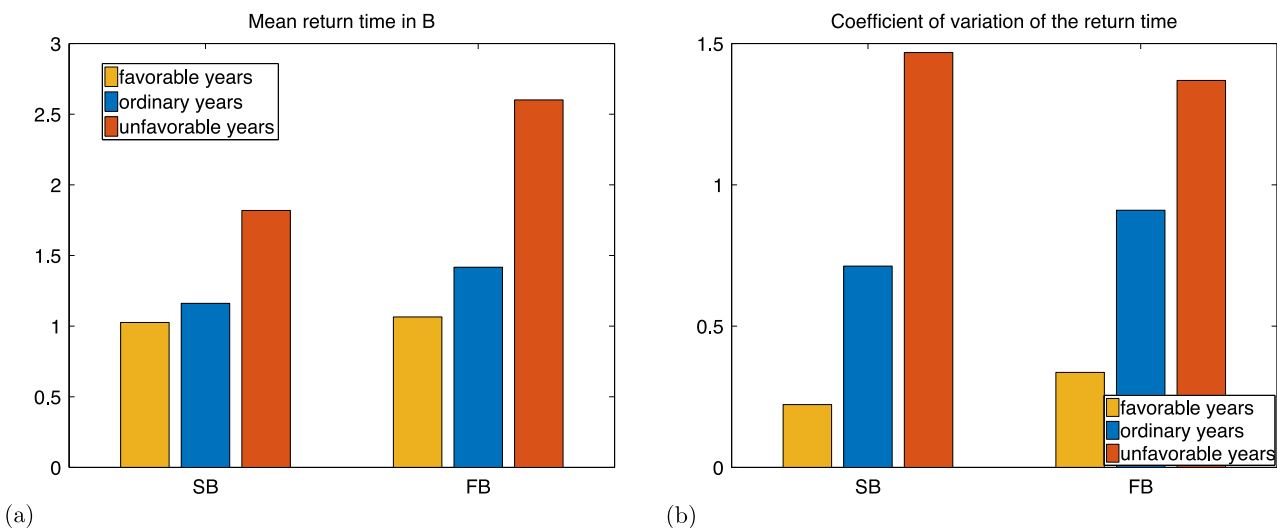 Mean return time in B
3
2.5
2
1.5
1
0.5
0
favorable years
ordinary years
unfavorable years
SB
FB
(a)
Coefficient of variation of the return time
1.5
1
0.5
0
favorable years
ordinary years
unfavorable years
SB
FB
(b)